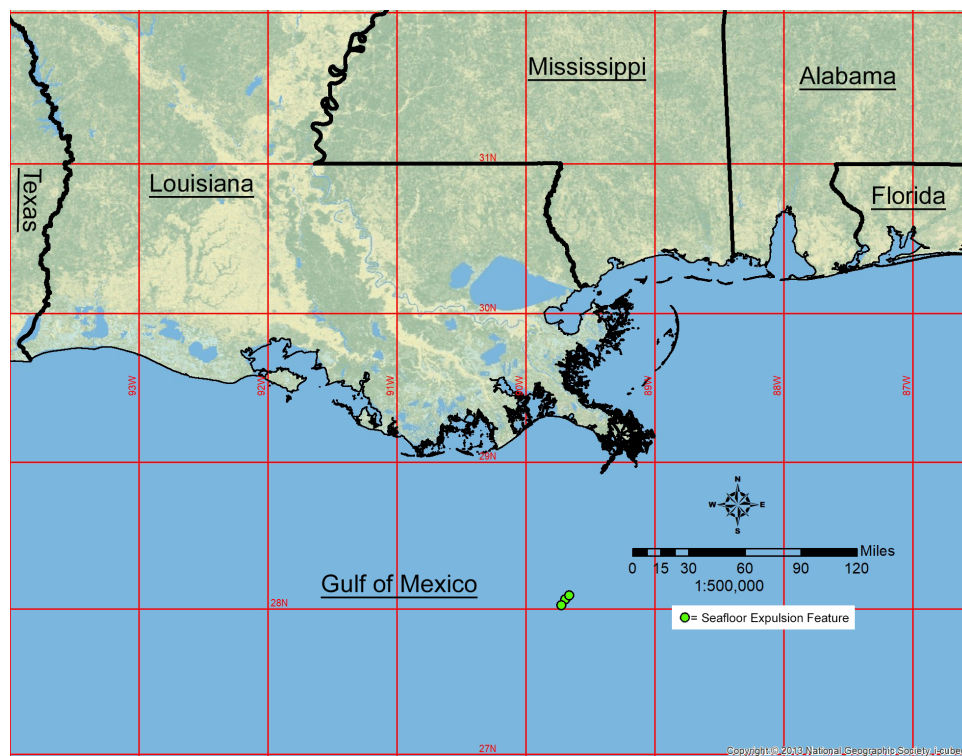 Mississippi
Alabama
31N
Texas
Louisiana
Florida
30N
93W
92W
91W
90W
89W
88W
87W
29N
N
W E
S
Miles
0 15 30 60 90 120
1:500,000
Gulf of Mexico
28N
= Seafloor Expulsion Feature
27N
Copyright:© 2013 National Geographic Society, i-cubed